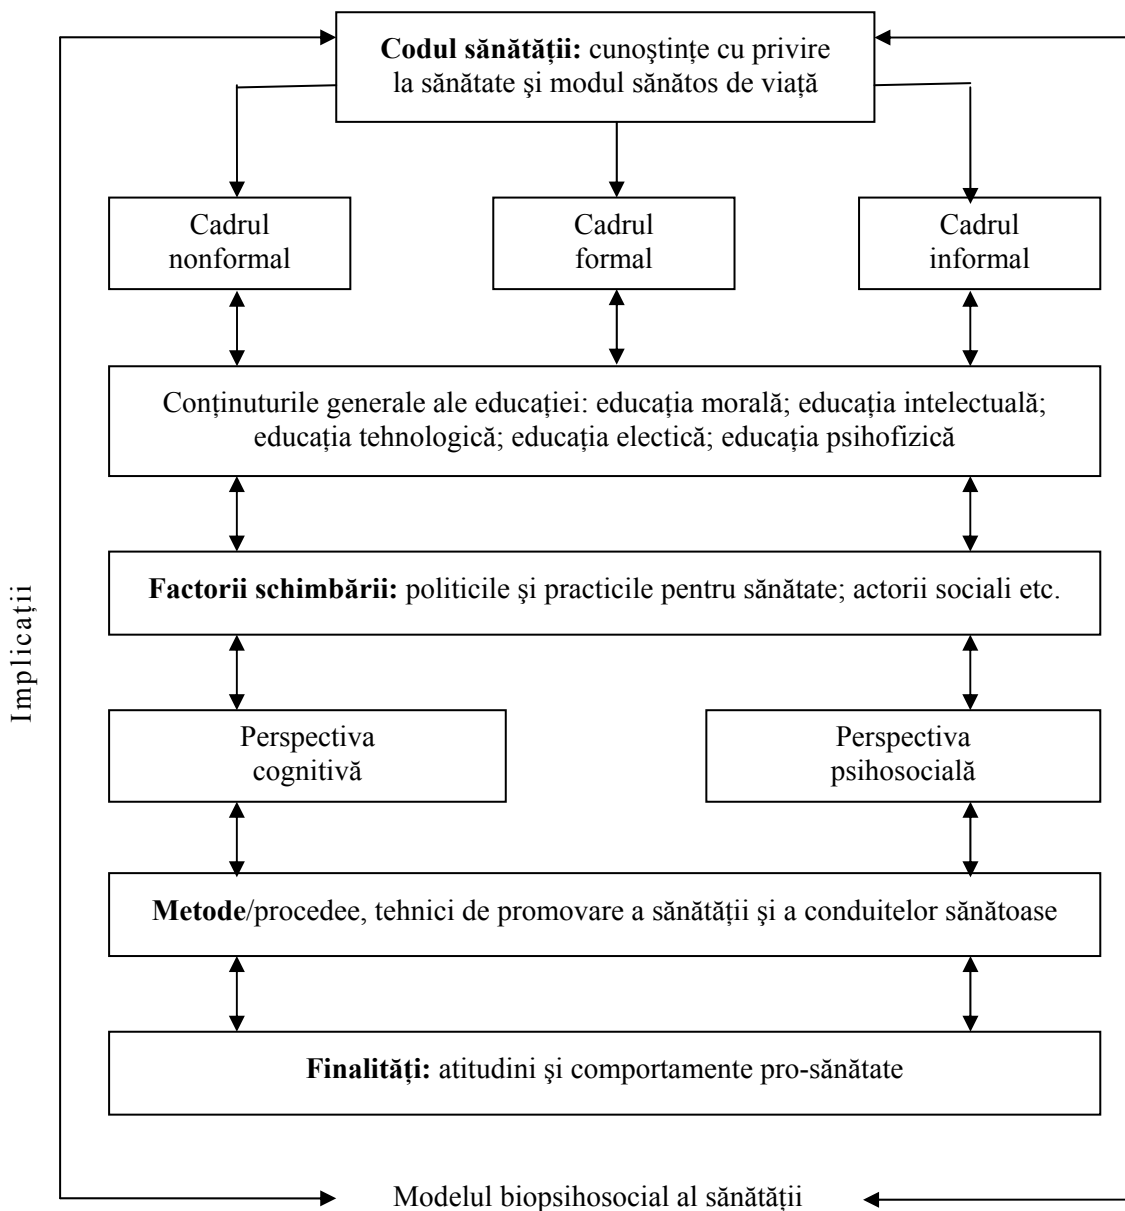 Codul sănătății: cunoştințe cu privire
la sănătate şi modul sănătos de viață
Cadrul
nonformal
Cadrul
formal
Cadrul
informal
Conținuturile generale ale educației: educația morală; educația intelectuală;
educația tehnologică; educația electică; educația psihofizică
Factorii schimbării: politicile şi practicile pentru sănătate; actorii sociali etc.
Implicații
Perspectiva
cognitivă
Perspectiva
psihosocială
Metode/procedee, tehnici de promovare a sănătății şi a conduitelor sănătoase
Finalități: atitudini şi comportamente pro-sănătate
Modelul biopsihosocial al sănătății